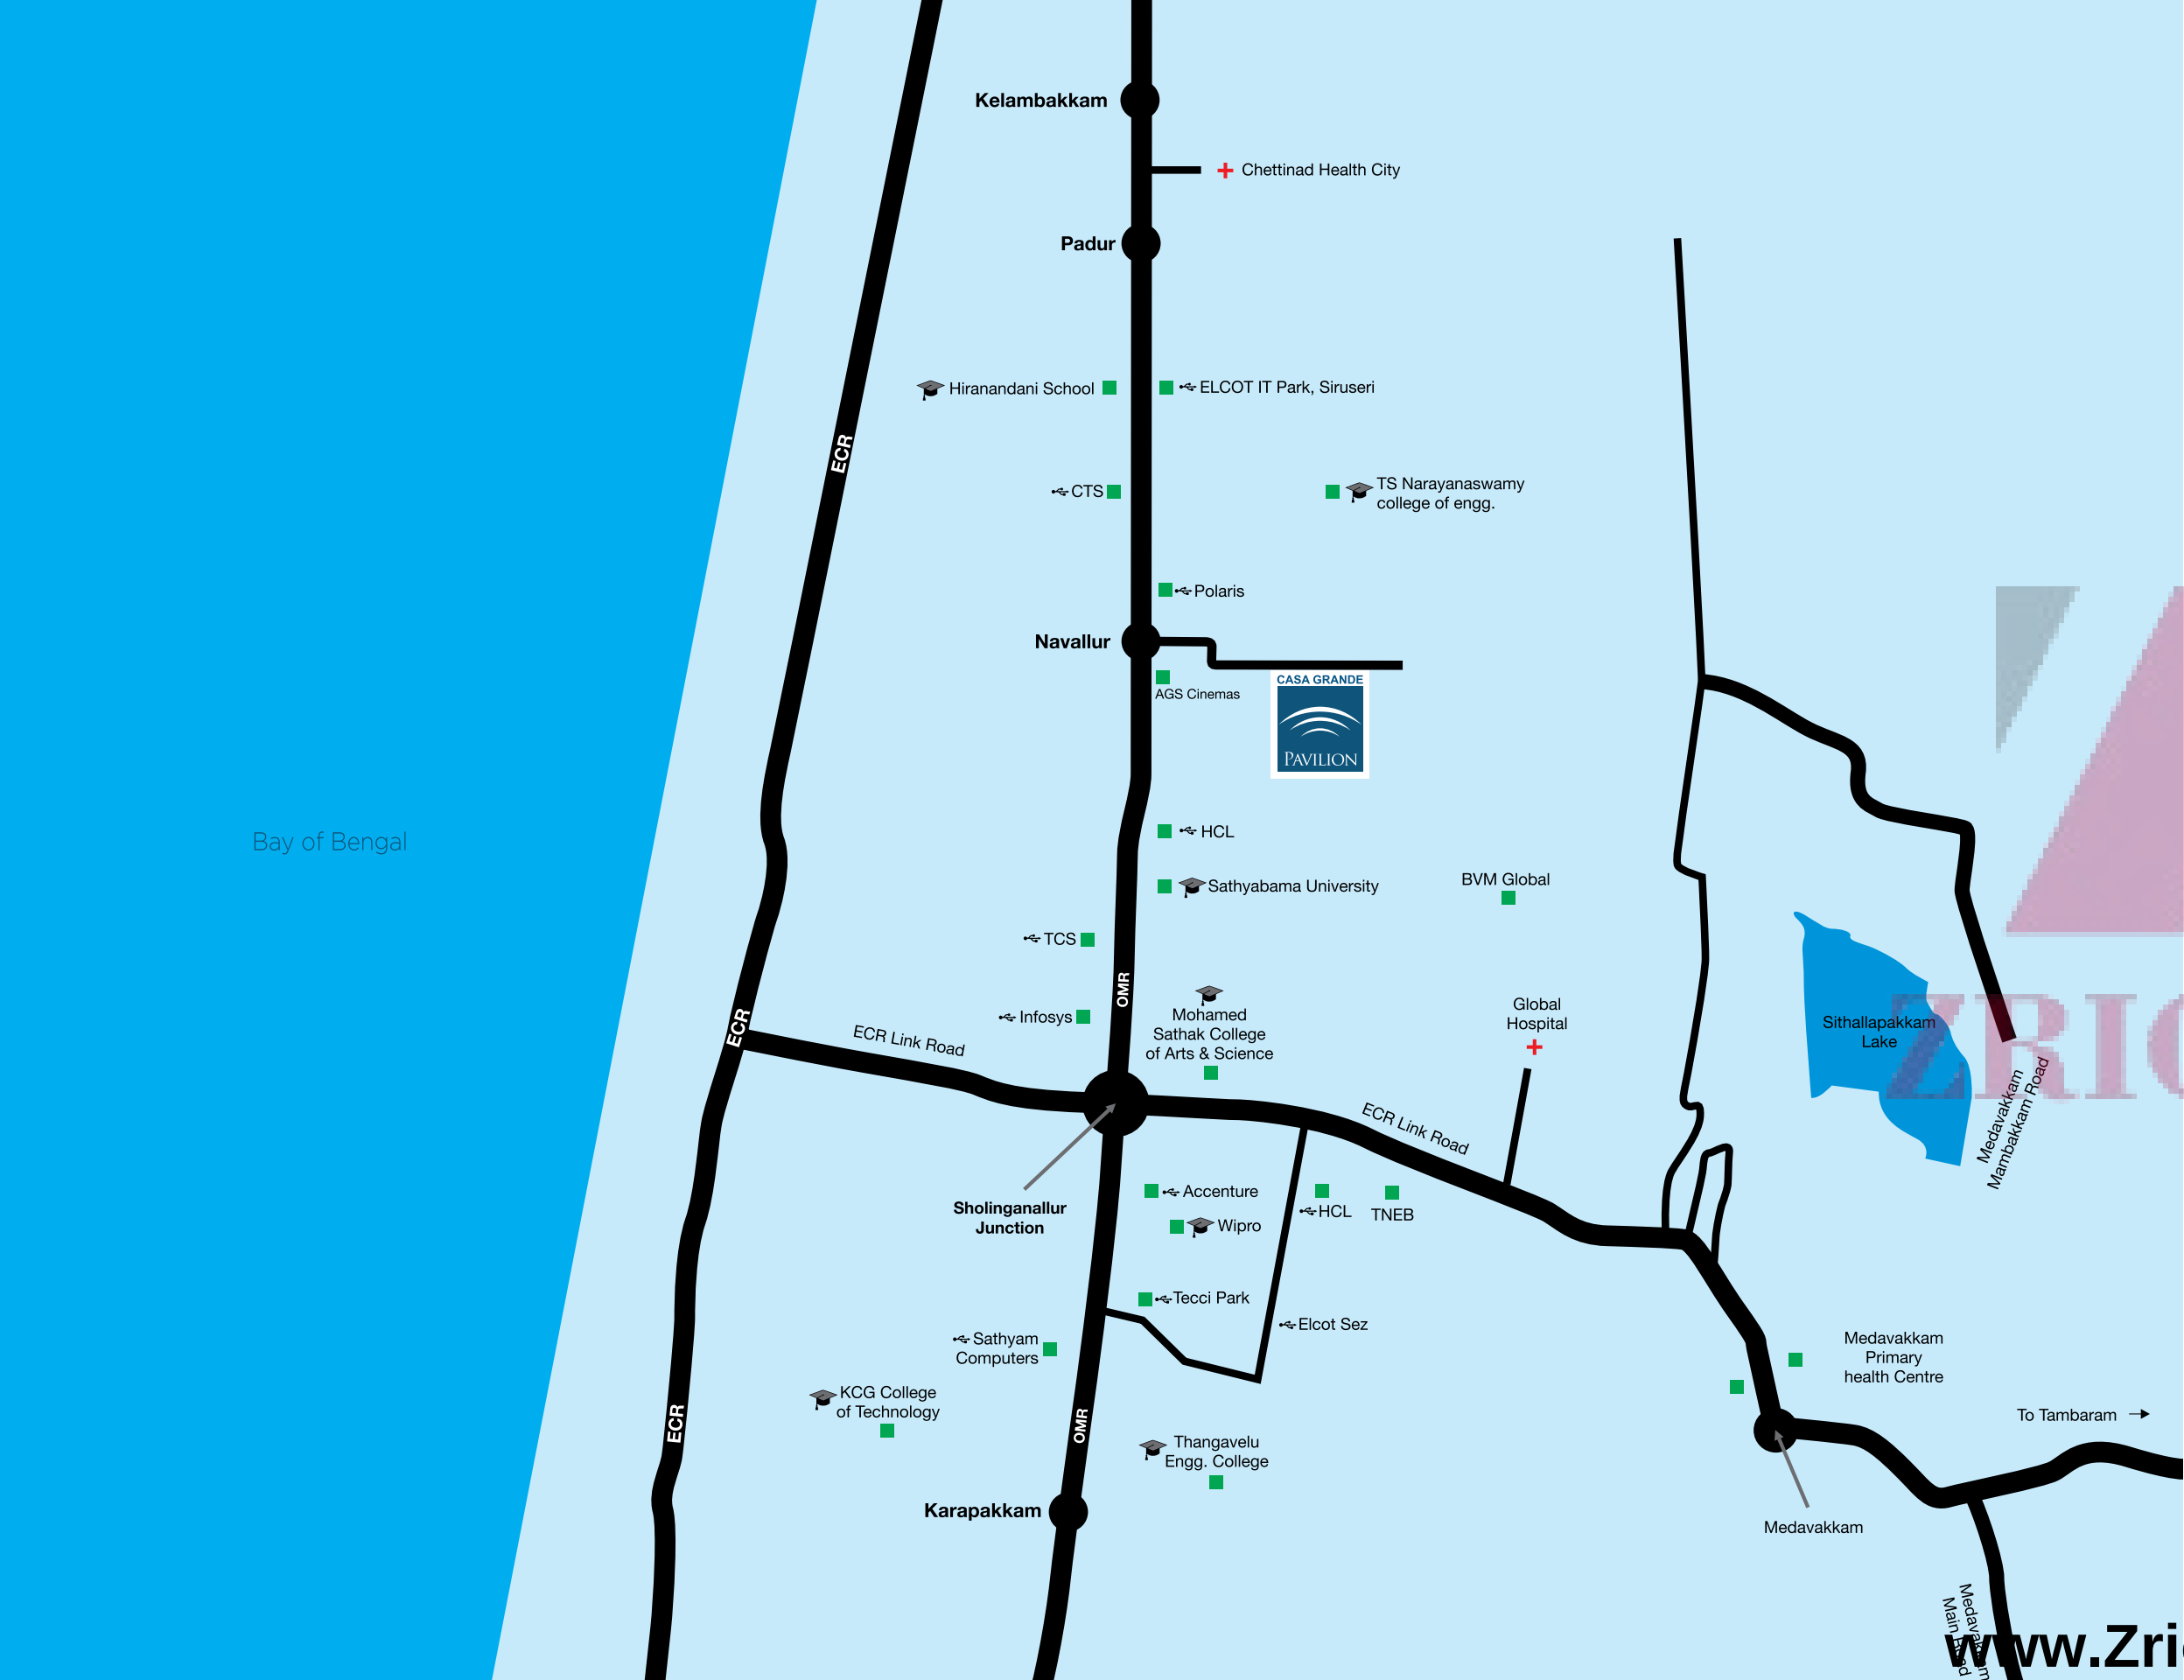 Kelambakkam
Chettinad Health City
Padur
Hiranandani School
ELCOT IT Park, Siruseri
ECR
CTS
TS Narayanaswamy
college of engg.
Polaris
Navallur
AGS Cinemas
CASA GRANDE
PAVILION
Bay of Bengal
HCL
Sathyabama University
BVM Global
TCS
OMR
Infosys
Mohamed
Sathak College
of Arts & Science
Global
Hospital
Sithallapakkam
Lake
ZRIC
ECR
ECR Link Road
ECR Link Road
Medavakkam
Mambakkam Road
Sholinganallur
Junction
Accenture
Wipro
HCL
TNEB
Tecci Park
Elcot Sez
Sathyam
Computers
Medavakkam
Primary
health Centre
KCG College
of Technology
ECR
OMR
To Tambaram
Thangavelu
Engg. College
Karapakkam
Medavakkam
Medavakkam
Main Road
www.Zri